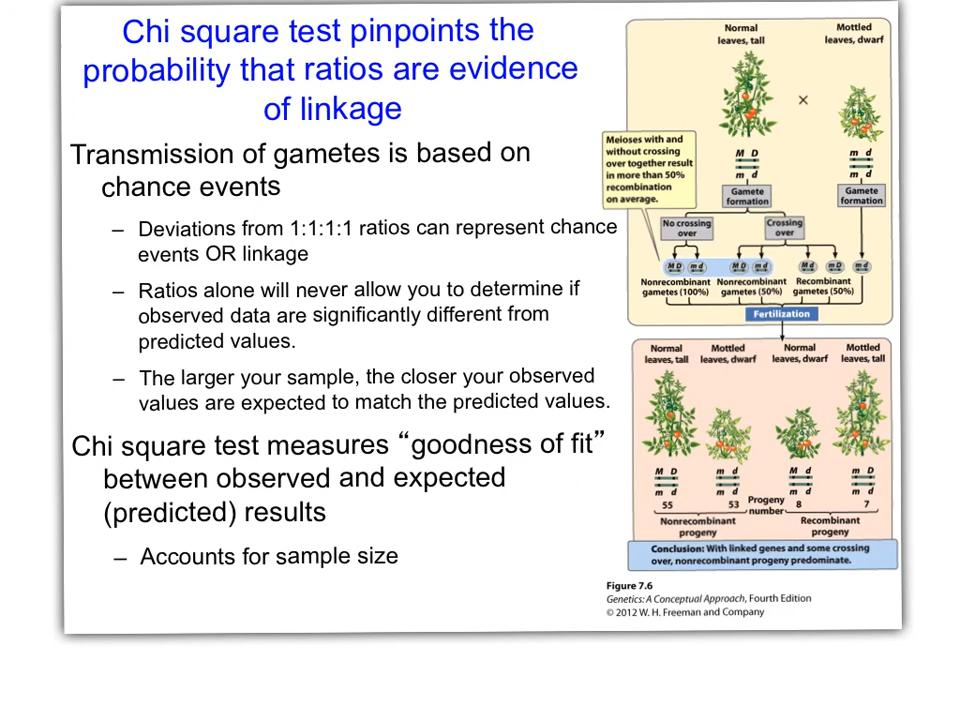 Chi square test pinpoints the
probability that ratios are evidence
of linkage
Transmission of gametes is based on
chance events
– Deviations from 1:1:1:1 ratios can represent chance
events OR linkage
– Ratios alone will never allow you to determine if
observed data are significantly different from
predicted values.
– The larger your sample, the closer your observed
values are expected to match the predicted values.
Chi square test measures “goodness of fit”
between observed and expected
(predicted) results
– Accounts for sample size
Normal
leaves, tall
Mottled
leaves, dwarf
×
Meioses with and
without crossing
over together result
in more than 50%
recombination
on average.
M D
m d
m d
m d
Gamete
formation
Gamete
formation
No crossing
over
Crossing
over
M D
m d
M D
m d
M d
m D
m d
Nonrecombinant
gametes (100%)
Nonrecombinant
gametes (50%)
Recombinant
gametes (50%)
Fertilization
Normal
leaves, tall
Mottled
leaves, dwarf
Normal
leaves, dwarf
Mottled
leaves, tall
M D
m d
m d
m d
M d
m d
m D
m d
55
53
Progeny
number
8
7
Nonrecombinant
progeny
Recombinant
progeny
Conclusion: With linked genes and some crossing
over, nonrecombinant progeny predominate.
Figure 7.6
Genetics: A Conceptual Approach, Fourth Edition
© 2012 W. H. Freeman and Company